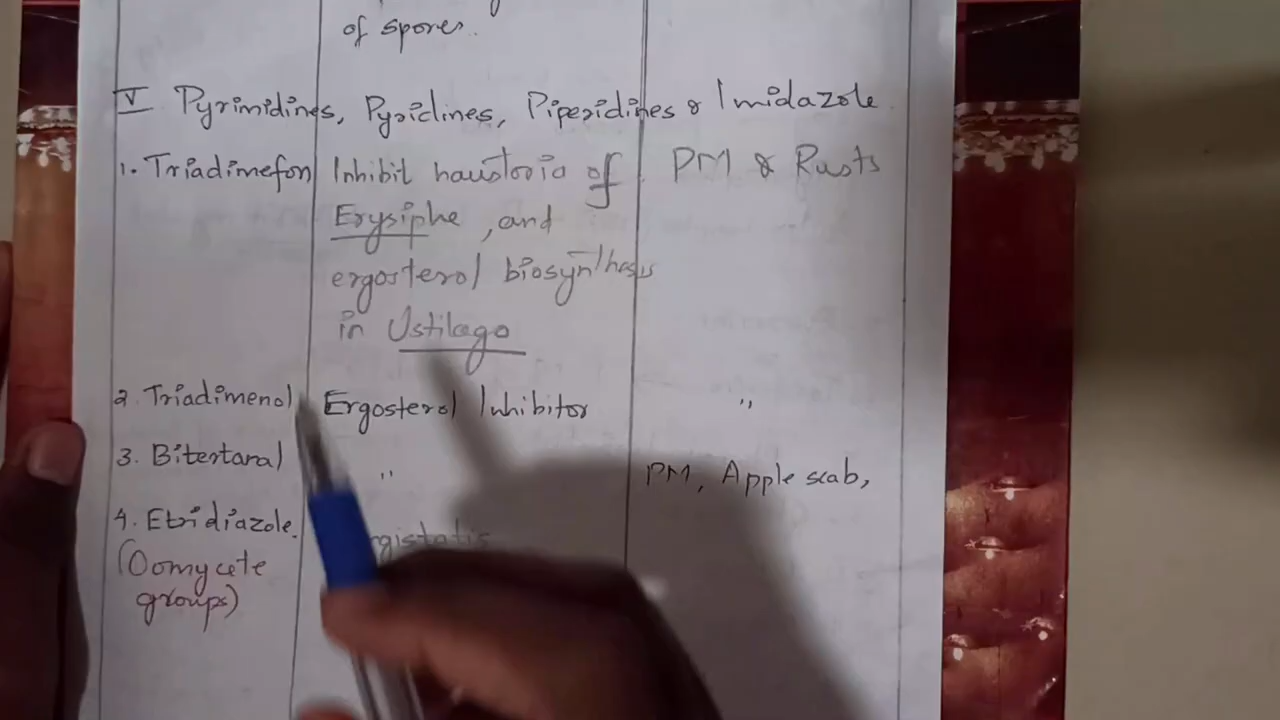 of spores.
V Pyrimidines, Pyridines, Piperidines & Imidazole
1. Triadimefon Inhibit haustoria of PM & Rusts
Erysiphe, and
ergosterol biosynthesis
in Ustilago
2. Triadimenol Ergosterol Inhibitor "
3. Bitertanal " PM, Apple scab,
4. Etridiazole.
(Oomycete
groups)